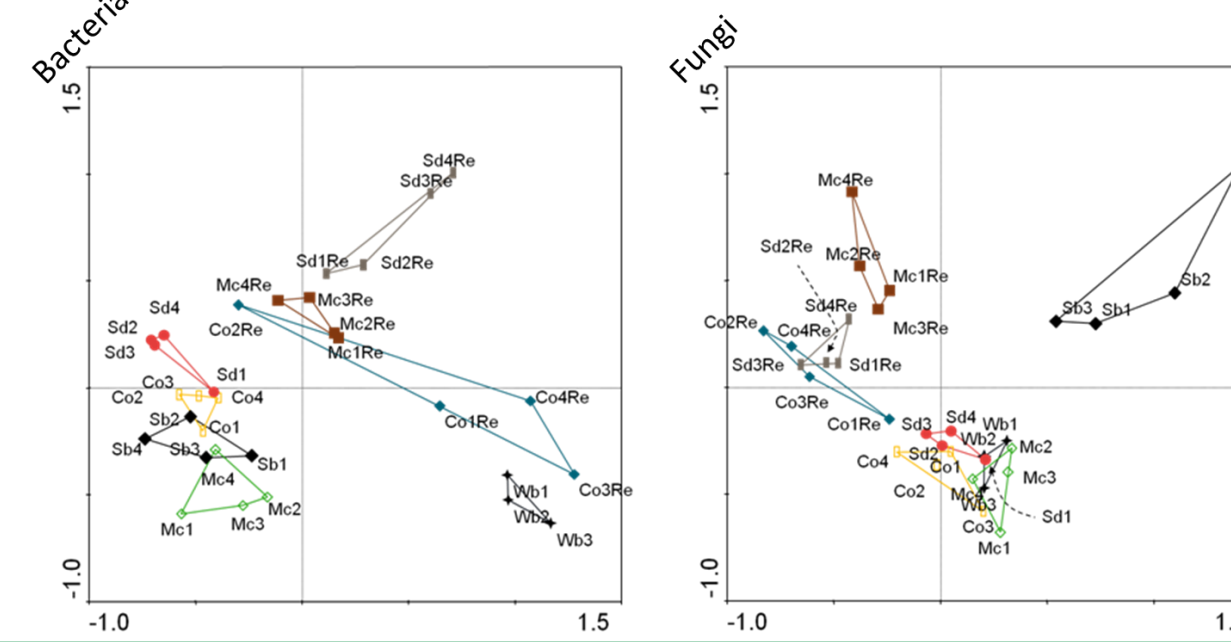 Bacteria
1.5
Sd4Re
Sd3Re
Sd1Re
Sd2Re
Mc4Re
Mc3Re
Co2Re
Mc2Re
Mc1Re
Sd4
Sd2
Sd3
Sd1
Co3
Co2
Co4
Sb2
Co1
Sb4
Sb3
Sb1
Mc4
Mc2
Mc3
Mc1
Co4Re
Co1Re
Co3Re
Wb1
Wb2
Wb3
-1.0
-1.0
1.5
Fungi
1.5
Mc4Re
Sd2Re
Mc2Re
Mc1Re
Sd4Re
Mc3Re
Co2Re
Co4Re
Sd3Re
Sd1Re
Co3Re
Co1Re
Sb2
Sb3
Sb1
Sd3
Sd4
Wb1
Wb2
Mc2
Sd2
Co4
Co1
Mc3
Co2
Mc4
Wb3
Sd1
Co3
Mc1
-1.0
-1.0
1.